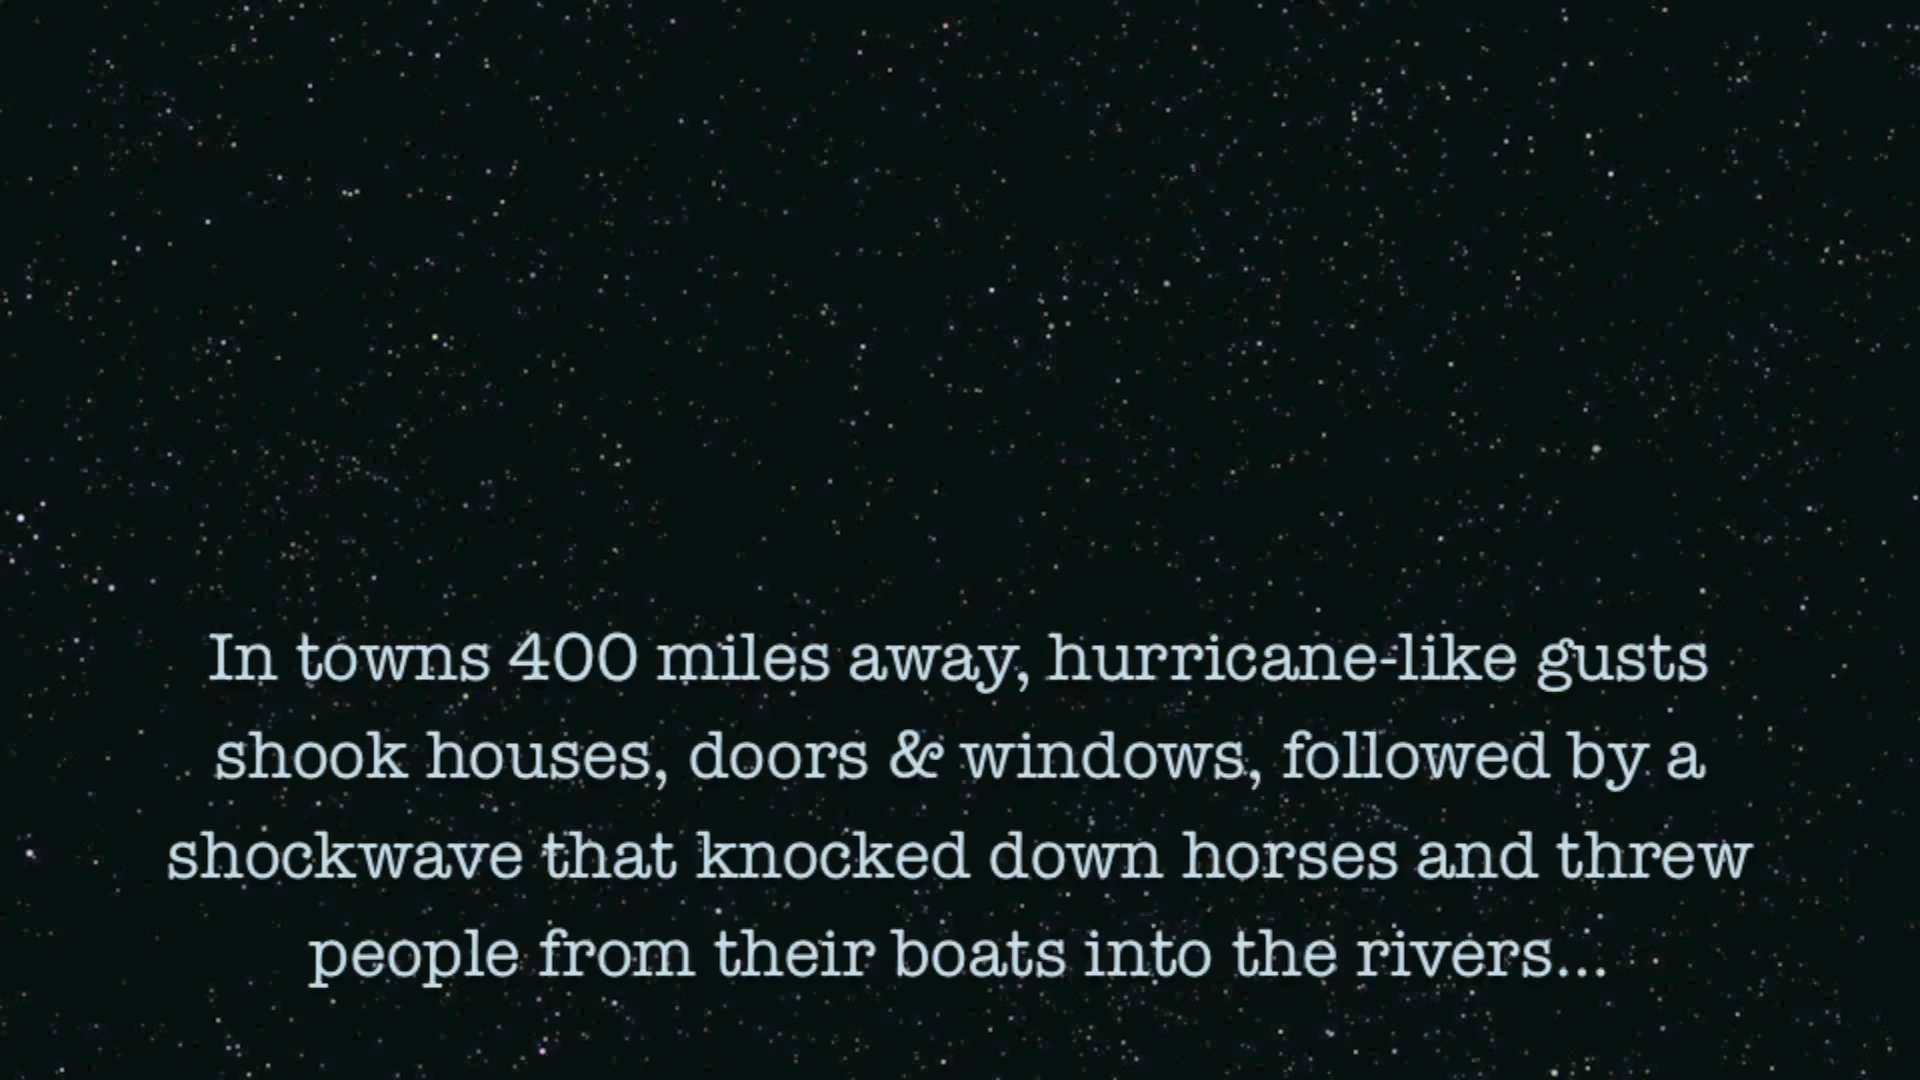 In towns 400 miles away, hurricane-like gusts
shook houses, doors & windows, followed by a
shockwave that knocked down horses and threw
people from their boats into the rivers...